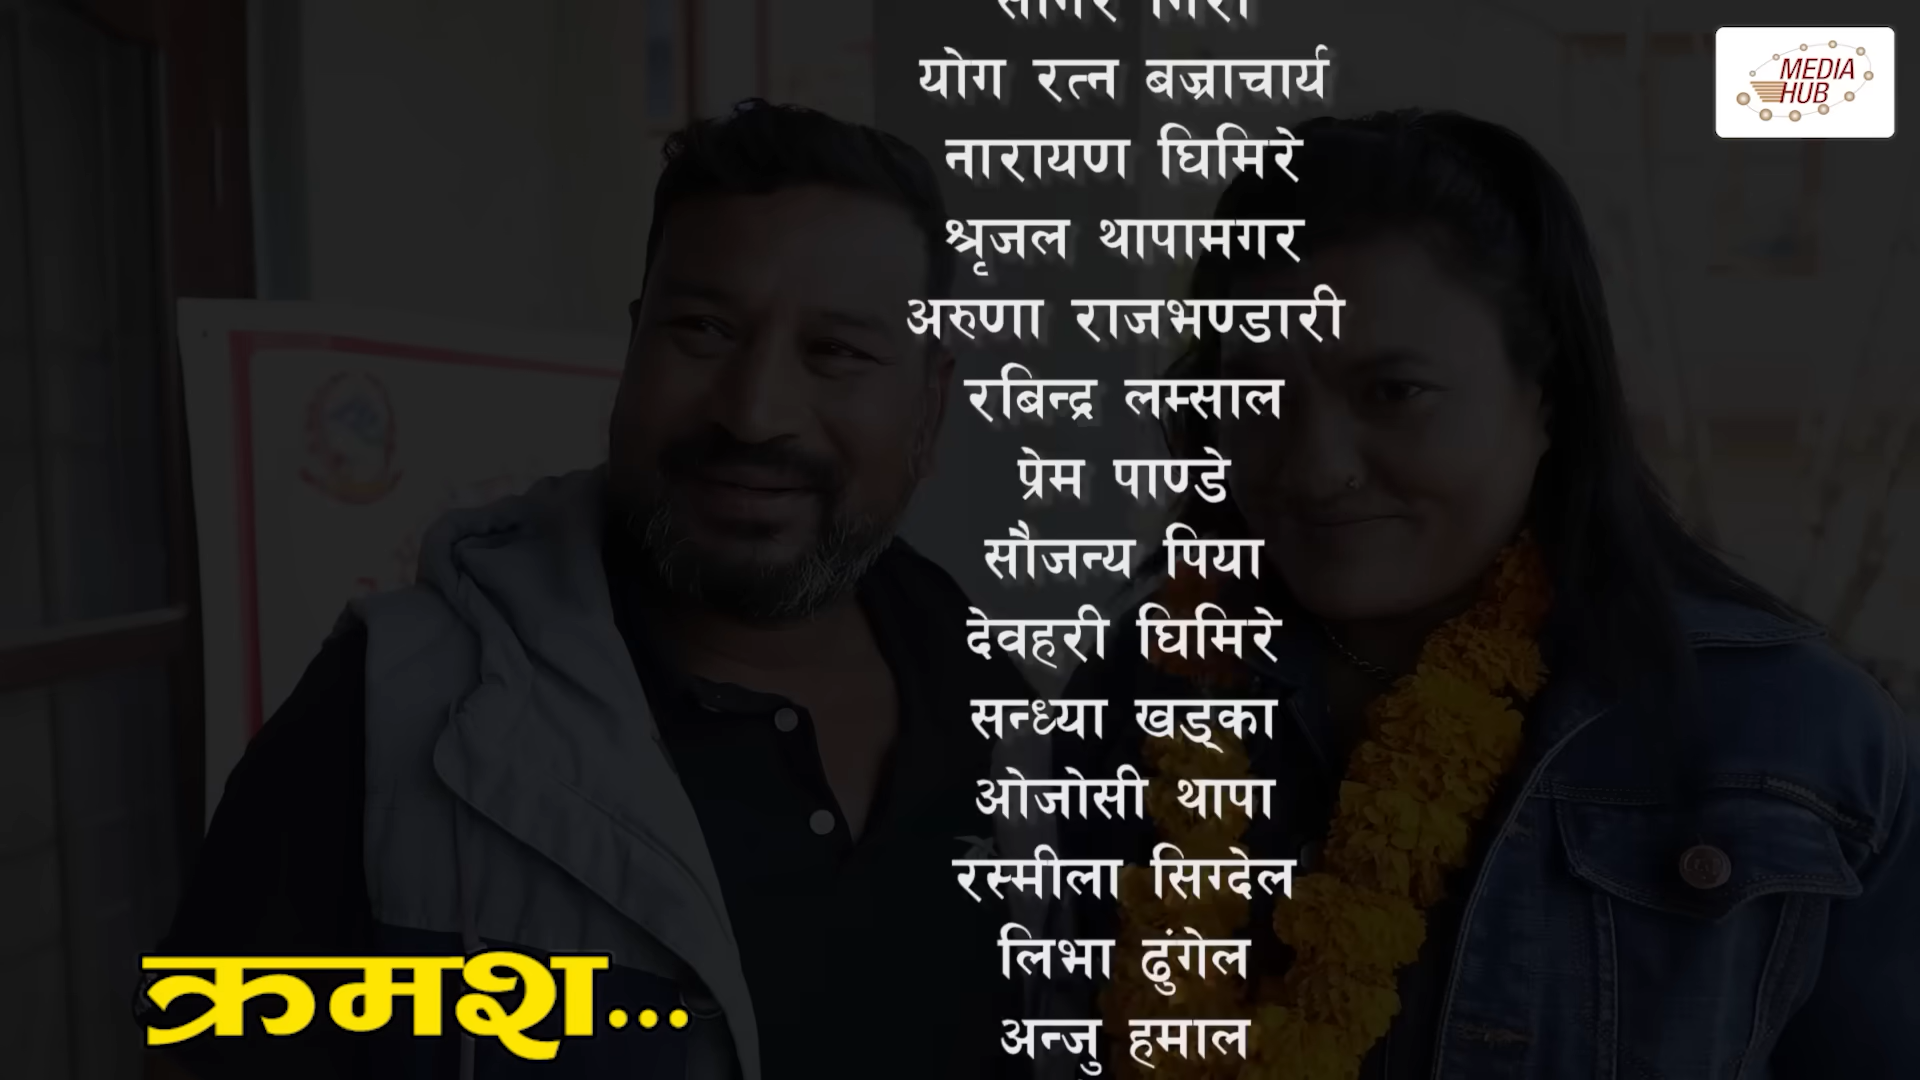 योग रत्न बज्राचार्य
नारायण घिमिरे
श्रृजल थापामगर
अरुणा राजभण्डारी
रबिन्द्र लम्साल
प्रेम पाण्डे
सौजन्य पिया
देवहरी घिमिरे
सन्ध्या खड्का
ओजोसी थापा
रस्मीला सिग्देल
लिभा ढुंगेल
अन्जु हमाल
क्रमश...
MEDIA
HUB